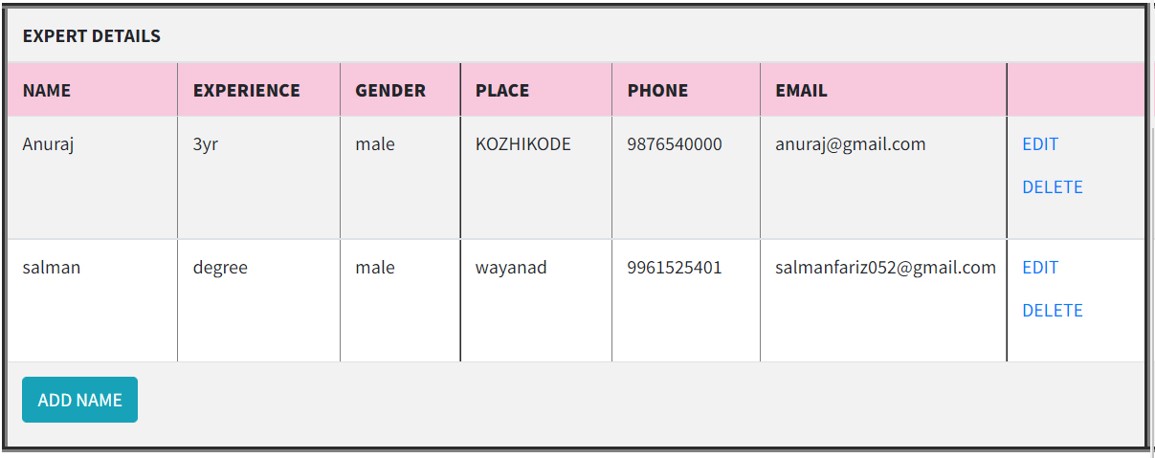 EXPERT DETAILS
NAME EXPERIENCE GENDER PLACE PHONE EMAIL
Anuraj 3yr male KOZHIKODE 9876540000 anuraj@gmail.com EDIT
DELETE
salman degree male wayanad 9961525401 salmanfariz052@gmail.com EDIT
DELETE
ADD NAME